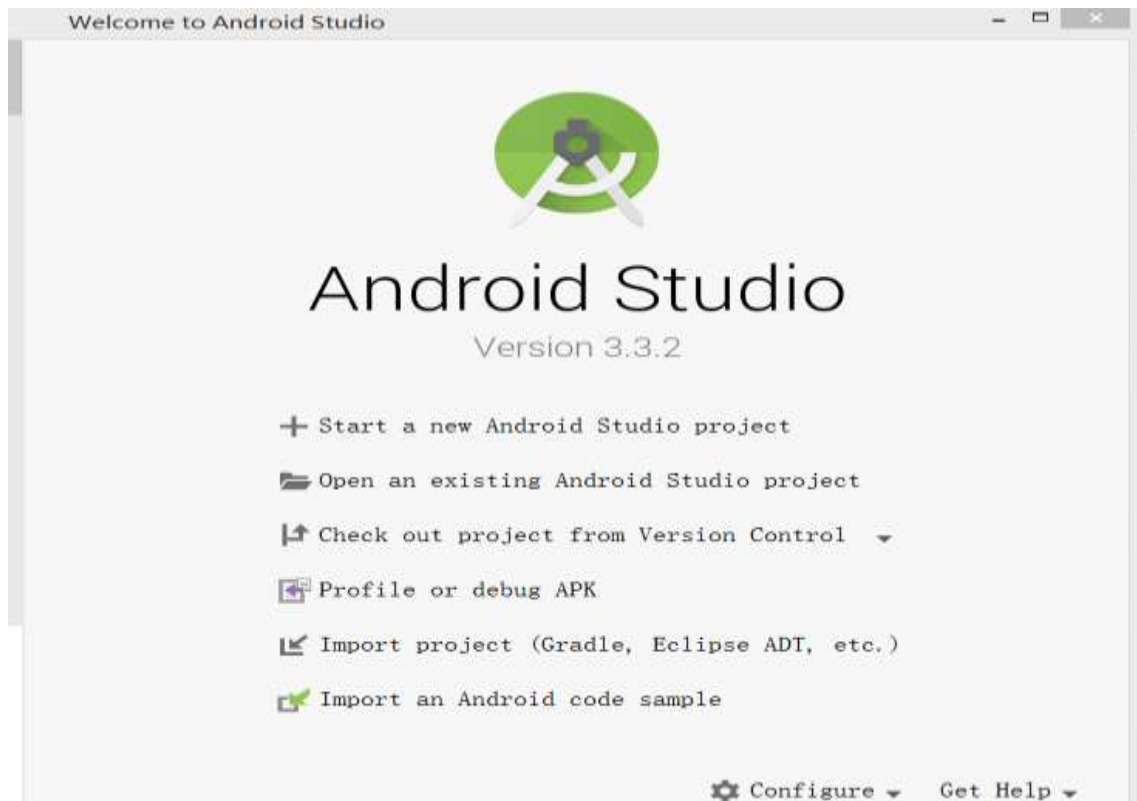 Welcome to Android Studio
Android Studio
Version 3.3.2
Start a new Android Studio project
Open an existing Android Studio project
Check out project from Version Control
Profile or debug APK
Import project (Gradle, Eclipse ADT, etc.)
Import an Android code sample
Configure Get Help